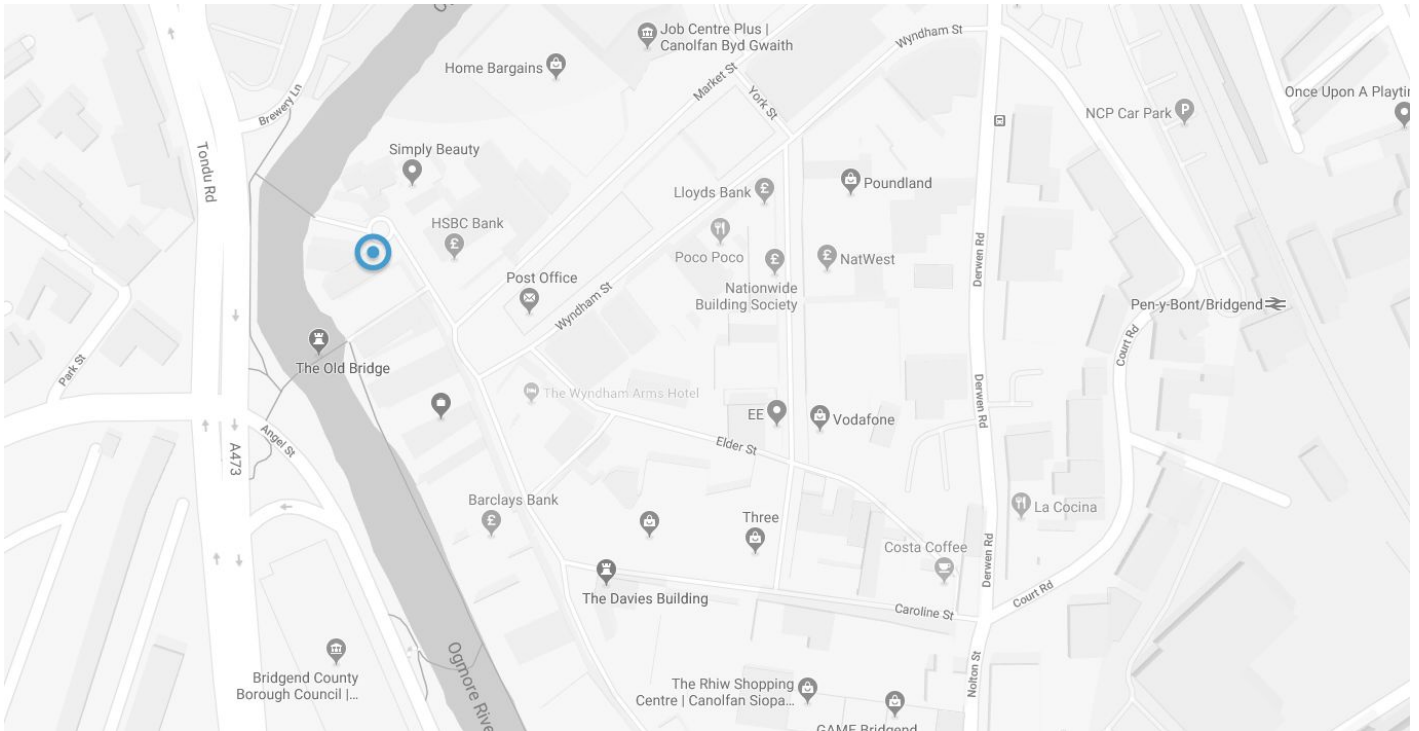 Job Centre Plus |
Canolfan Byd Gwaith
Wyndham St
Home Bargains
Market St
York St
Once Upon A Playtin
Brewery Ln
NCP Car Park
P
Tondu Rd
Simply Beauty
Lloyds Bank
£
Poundland
HSBC Bank
£
Poco Poco
£
£
NatWest
Derwen Rd
Post Office
Nationwide
Building Society
Wyndham St
Pen-y-Bont/Bridgend
Court Rd
The Old Bridge
Park St
The Wyndham Arms Hotel
Derwen Rd
EE
Vodafone
Angel St
A473
Elder St
Barclays Bank
£
Three
La Cocina
Costa Coffee
Derwen Rd
The Davies Building
Court Rd
Caroline St
Ogmore Rive
Nolton St
Bridgend County
Borough Council |...
The Rhiw Shopping
Centre | Canolfan Siopa...
GAME Bridgend